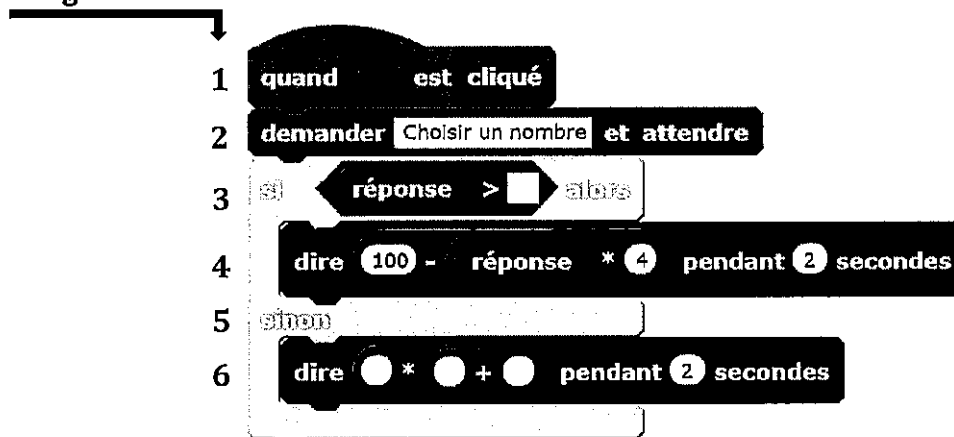 1 quand est cliqué
2 demander Choisir un nombre et attendre
3 si réponse > alors
4 dire 100 - réponse * 4 pendant 2 secondes
5 sinon
6 dire * + pendant 2 secondes